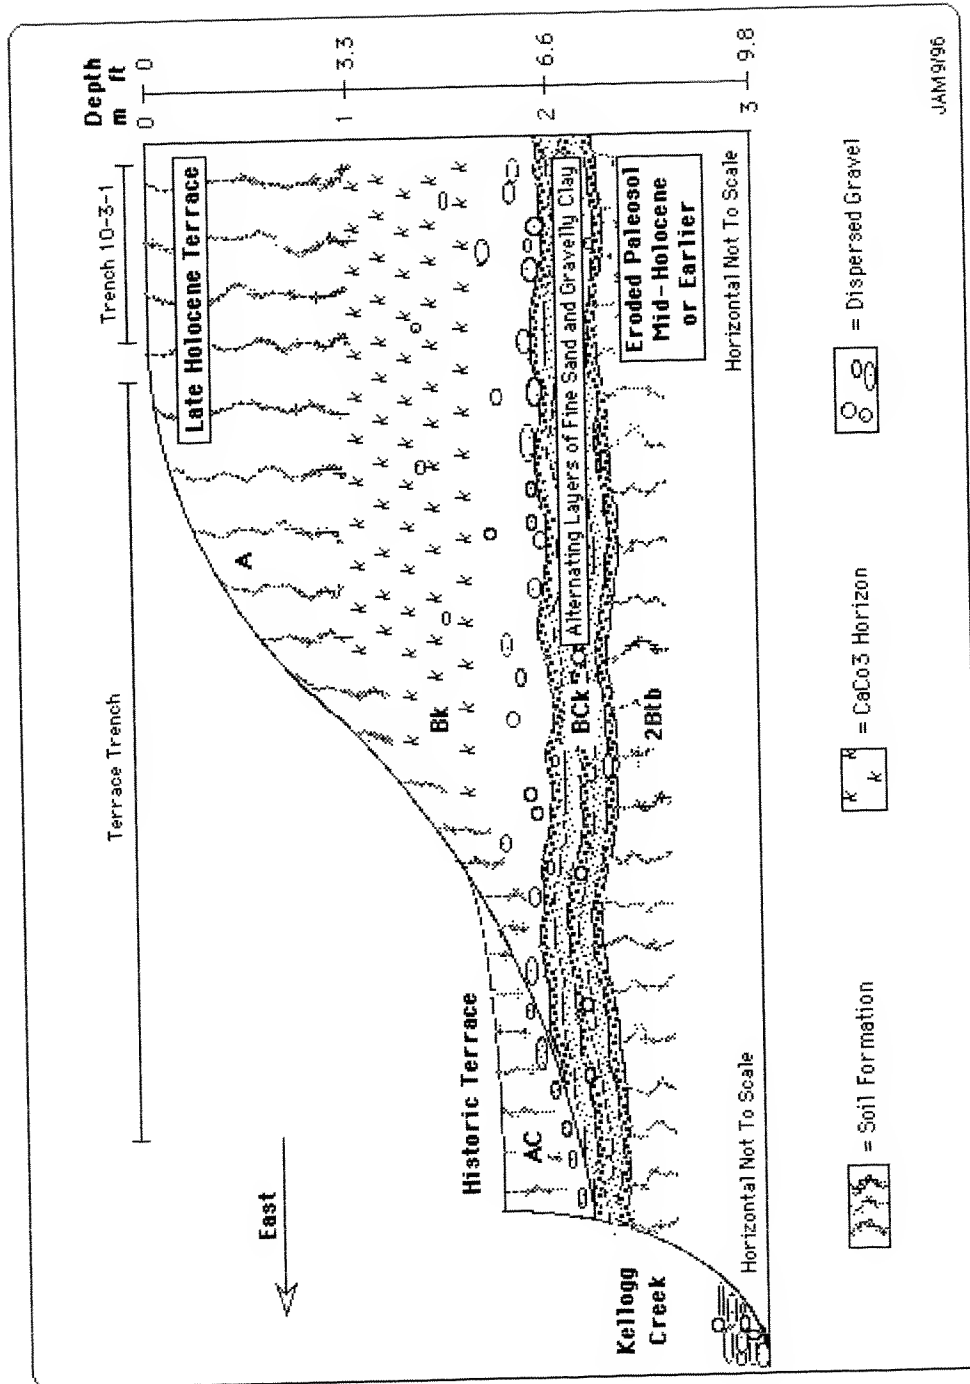 Terrace Trench
Trench 10-3-1
Depth
m ft
0 0
1 3.3
2 6.6
3 9.8
East
Late Holocene Terrace
A
Bk
Historic Terrace
AC
BCk
Alternating Layers of Fine Sand and Gravelly Clay
2Btb
Eroded Paleosol
Mid-Holocene
or Earlier
Kellogg
Creek
Horizontal Not To Scale
Horizontal Not To Scale
k k k
= Soil Formation
= CaCo3 Horizon
= Dispersed Gravel
JAM 9/96